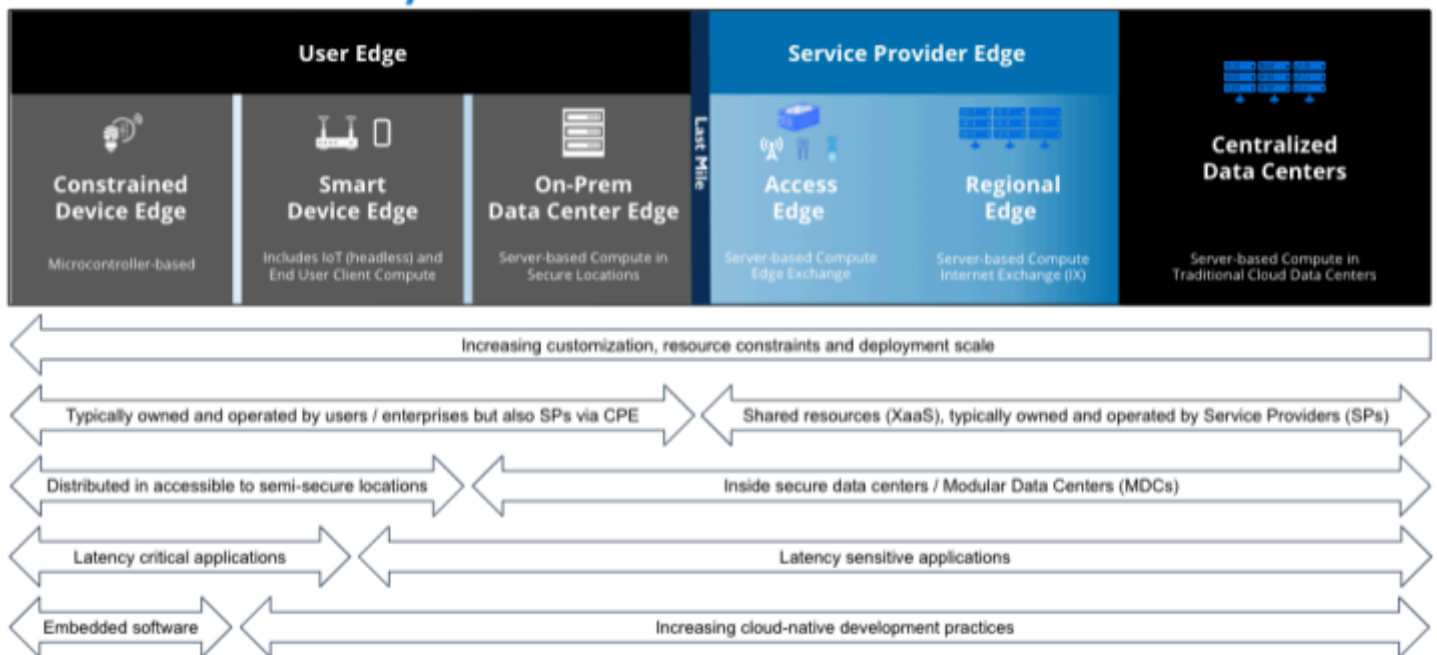 User Edge
Service Provider Edge
Constrained
Device Edge
Microcontroller-based
Smart
Device Edge
Includes IoT (headless) and
End User Client Compute
On-Prem
Data Center Edge
Server-based Compute in
Secure Locations
Last Mile
Access
Edge
Server-based Compute
Edge Exchange
Regional
Edge
Server-based Compute
Internet Exchange (IX)
Centralized
Data Centers
Server-based Compute in
Traditional Cloud Data Centers
Increasing customization, resource constraints and deployment scale
Typically owned and operated by users / enterprises but also SPs via CPE
Shared resources (XaaS), typically owned and operated by Service Providers (SPs)
Distributed in accessible to semi-secure locations
Inside secure data centers / Modular Data Centers (MDCs)
Latency critical applications
Latency sensitive applications
Embedded software
Increasing cloud-native development practices